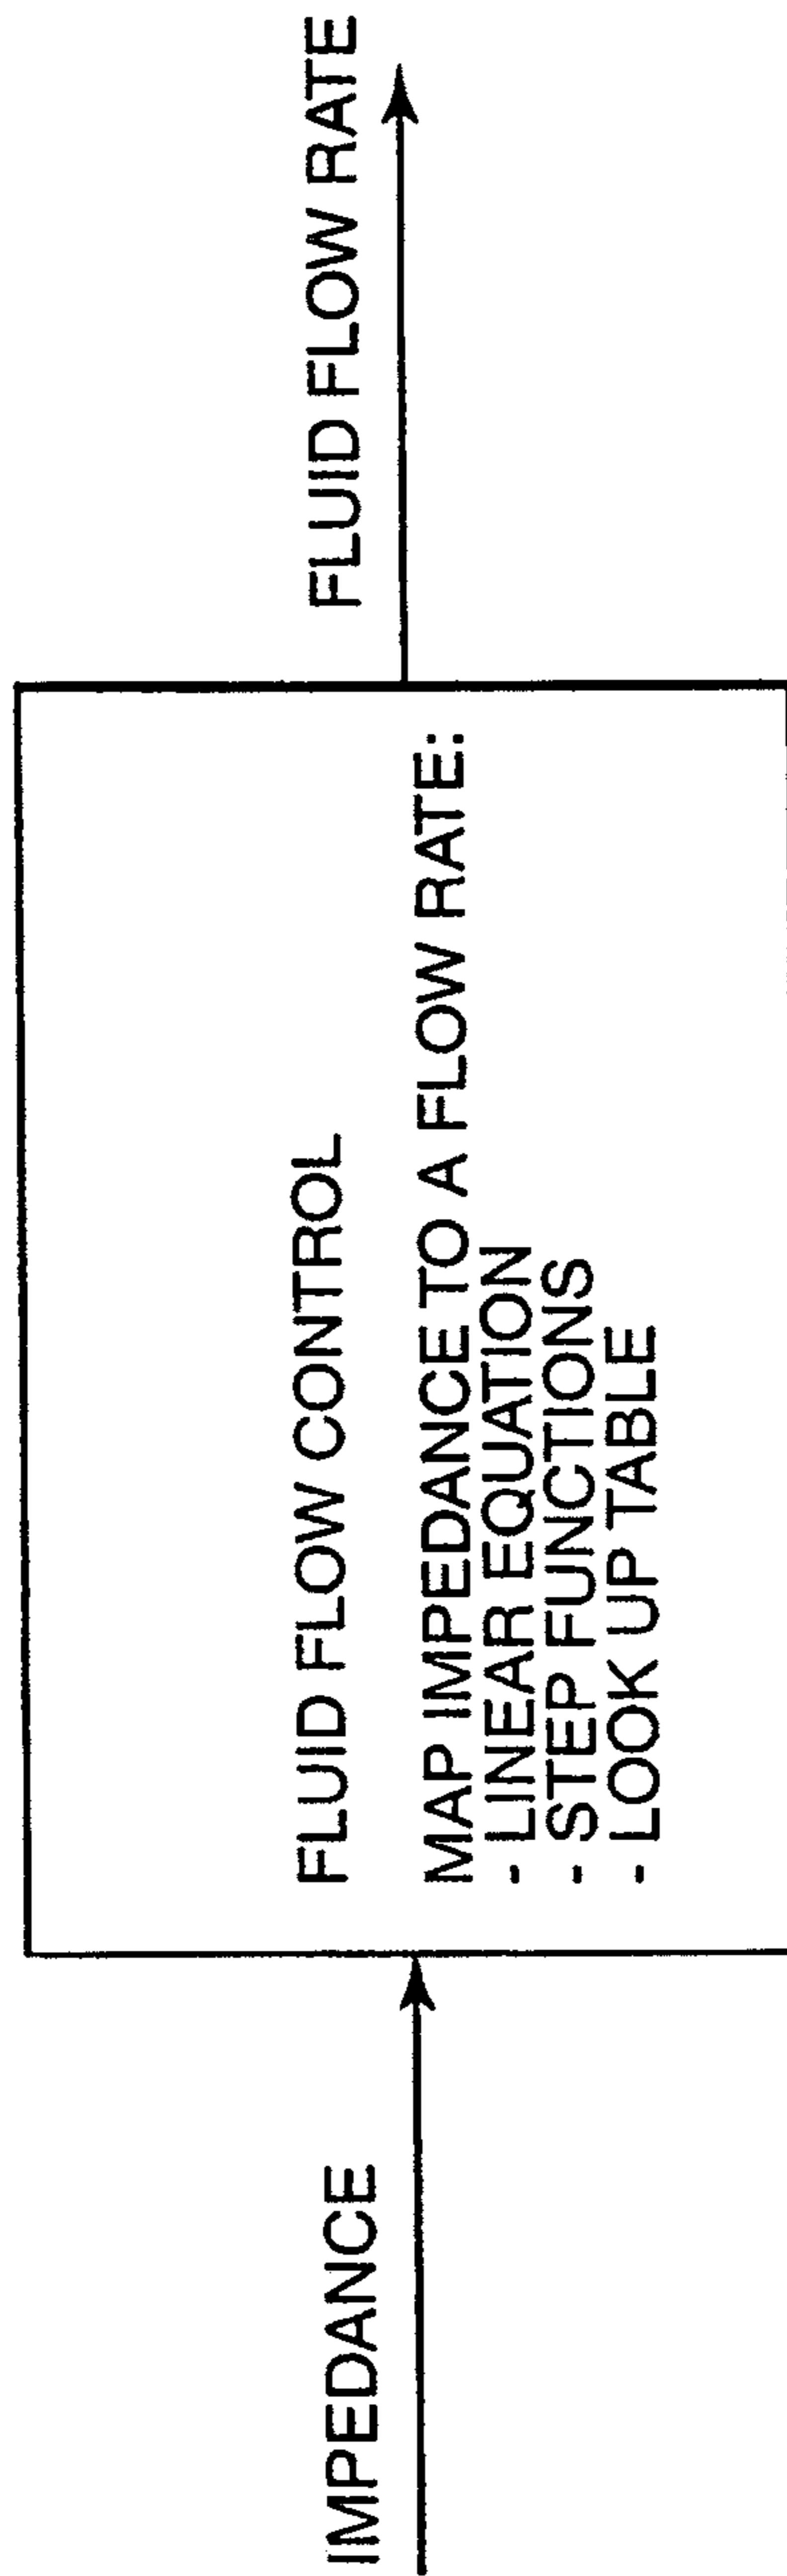 IMPEDANCE
FLUID FLOW CONTROL
MAP IMPEDANCE TO A FLOW RATE:
- LINEAR EQUATION
- STEP FUNCTIONS
- LOOK UP TABLE
FLUID FLOW RATE